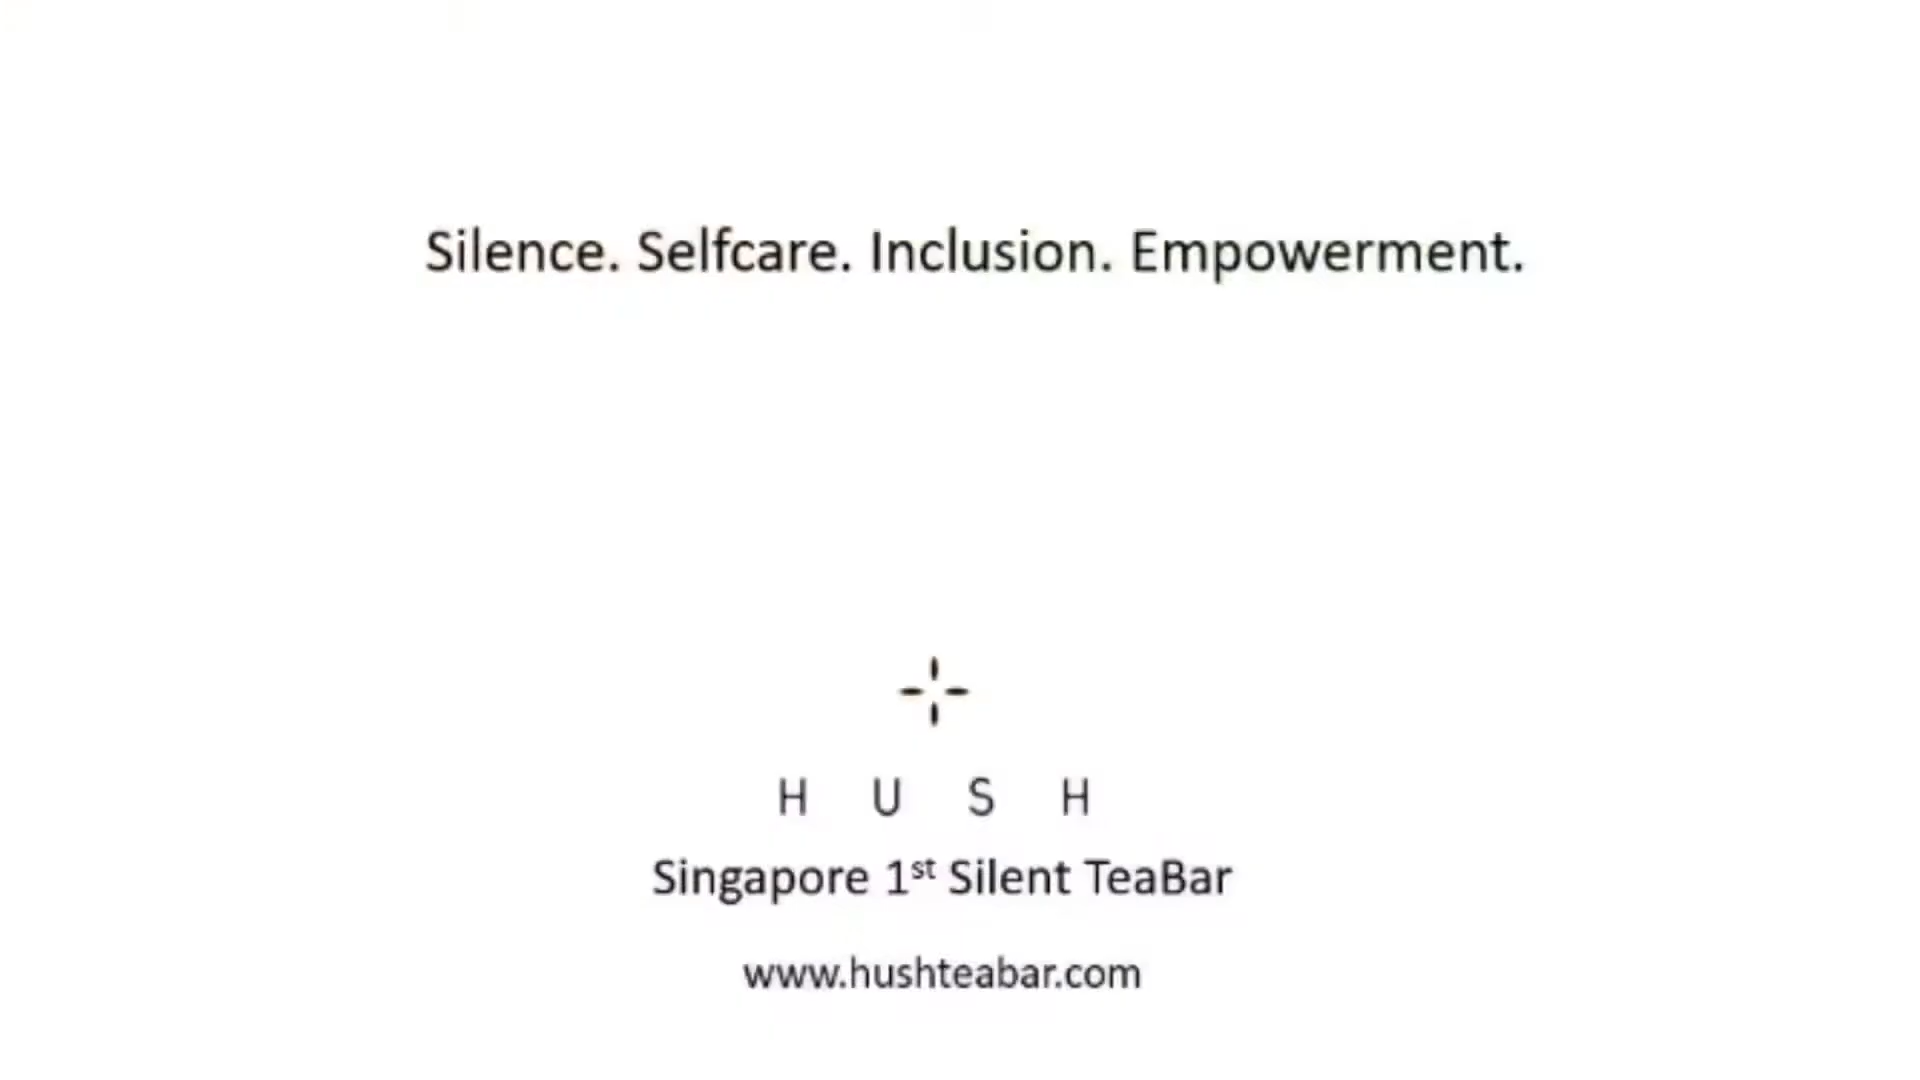 Silence. Selfcare. Inclusion. Empowerment.
H U S H
Singapore 1st Silent TeaBar
www.hushteabar.com